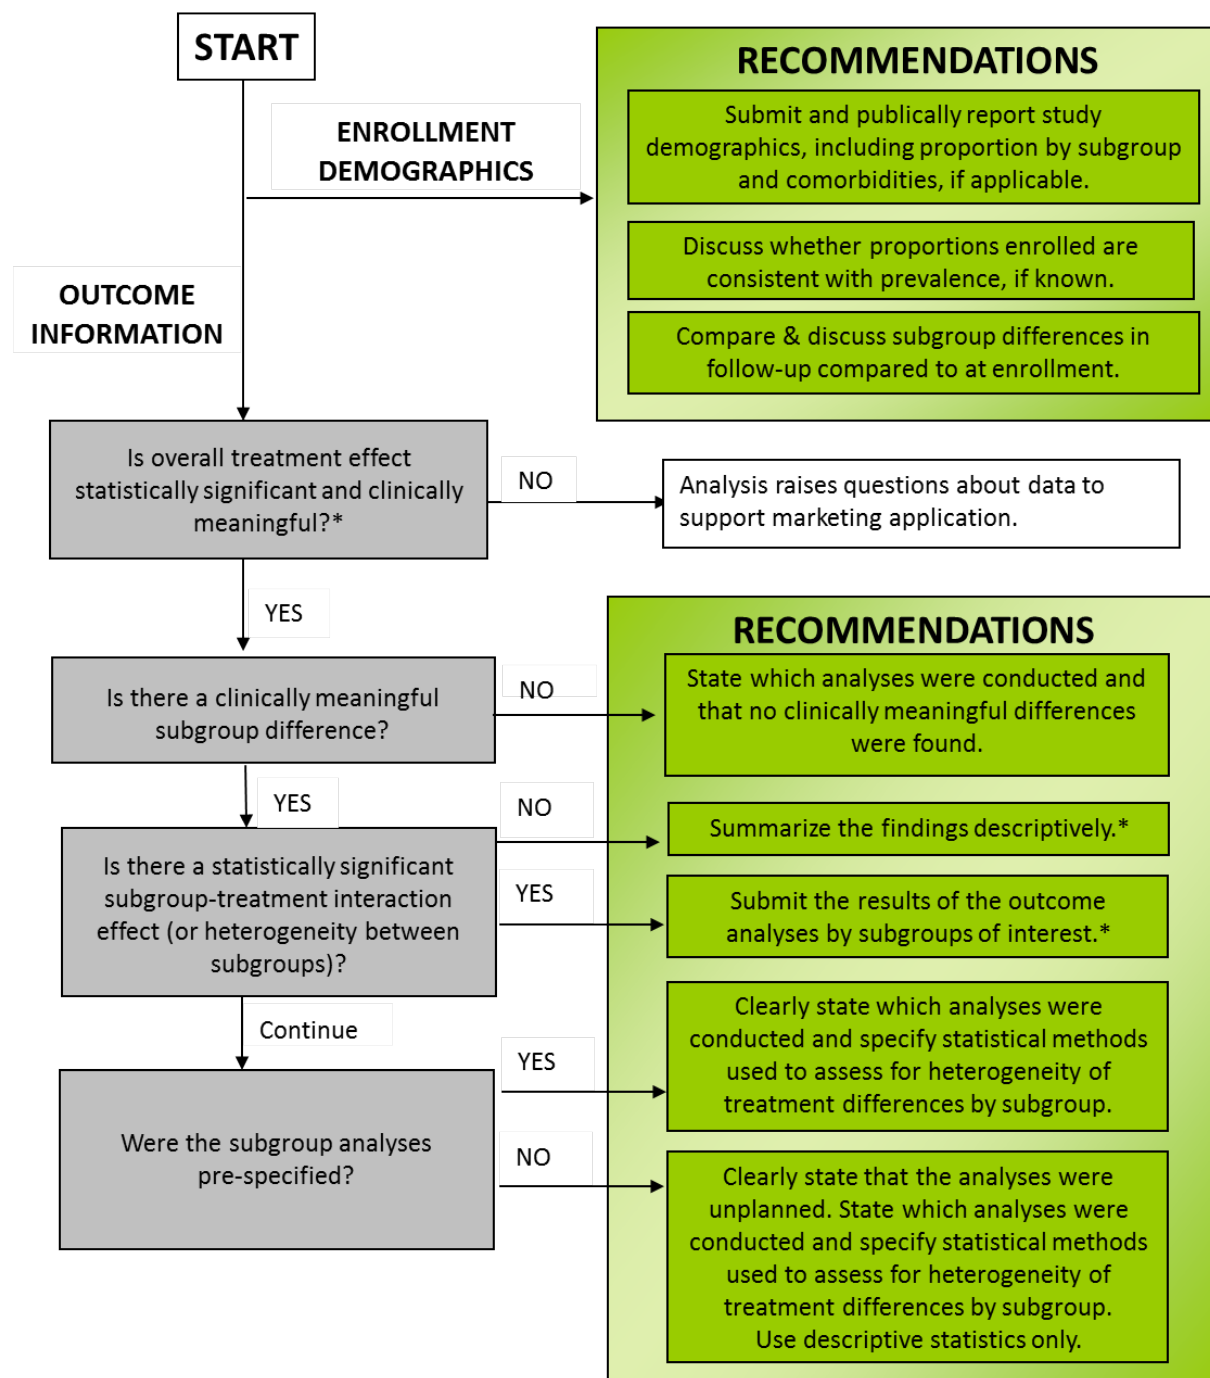 START
ENROLLMENT
DEMOGRAPHICS
RECOMMENDATIONS
Submit and publically report study
demographics, including proportion by subgroup
and comorbidities, if applicable.
Discuss whether proportions enrolled are
consistent with prevalence, if known.
Compare & discuss subgroup differences in
follow-up compared to at enrollment.
OUTCOME
INFORMATION
Is overall treatment effect
statistically significant and clinically
meaningful?*
NO
Analysis raises questions about data to
support marketing application.
YES
RECOMMENDATIONS
Is there a clinically meaningful
subgroup difference?
NO
State which analyses were conducted and
that no clinically meaningful differences
were found.
YES
Is there a statistically significant
subgroup-treatment interaction
effect (or heterogeneity between
subgroups)?
NO
Summarize the findings descriptively.*
YES
Submit the results of the outcome
analyses by subgroups of interest.*
Continue
Were the subgroup analyses
pre-specified?
YES
Clearly state which analyses were
conducted and specify statistical methods
used to assess for heterogeneity of
treatment differences by subgroup.
NO
Clearly state that the analyses were
unplanned. State which analyses were
conducted and specify statistical methods
used to assess for heterogeneity of
treatment differences by subgroup.
Use descriptive statistics only.